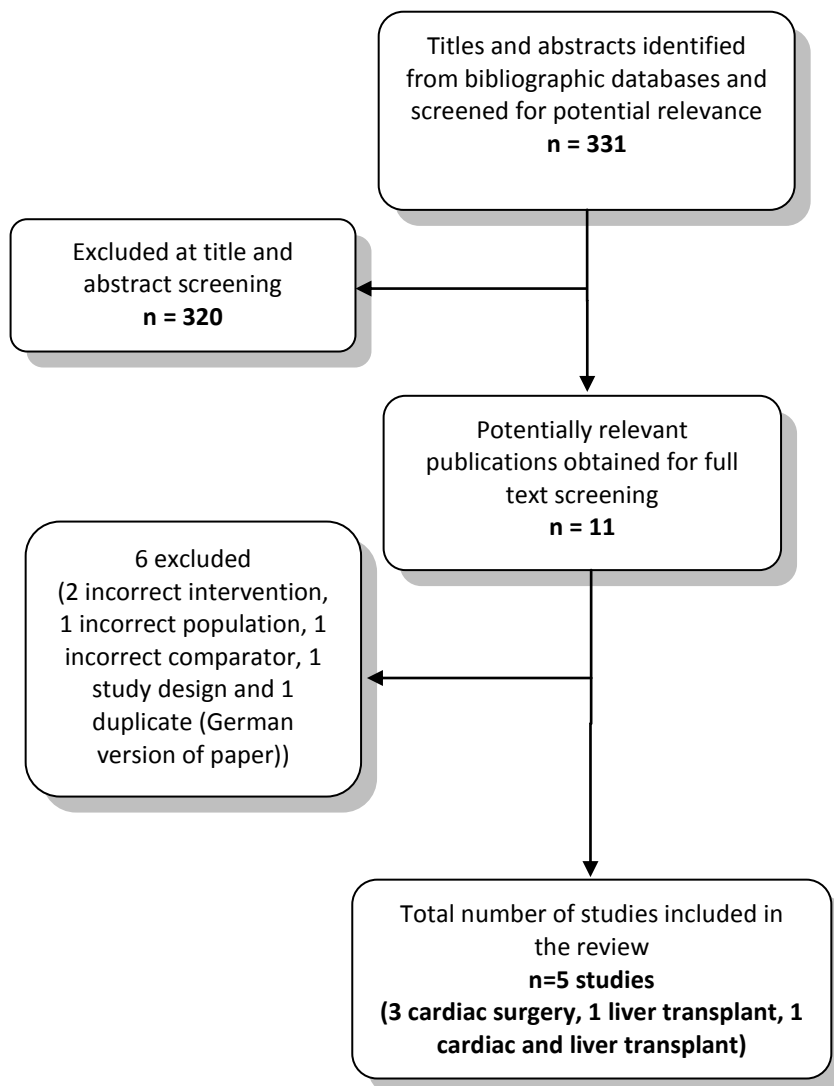 Titles and abstracts identified
from bibliographic databases and
screened for potential relevance
n = 331
Excluded at title and
abstract screening
n = 320
Potentially relevant
publications obtained for full
text screening
n = 11
6 excluded
(2 incorrect intervention,
1 incorrect population, 1
incorrect comparator, 1
study design and 1
duplicate (German
version of paper))
Total number of studies included in
the review
n=5 studies
(3 cardiac surgery, 1 liver transplant, 1
cardiac and liver transplant)